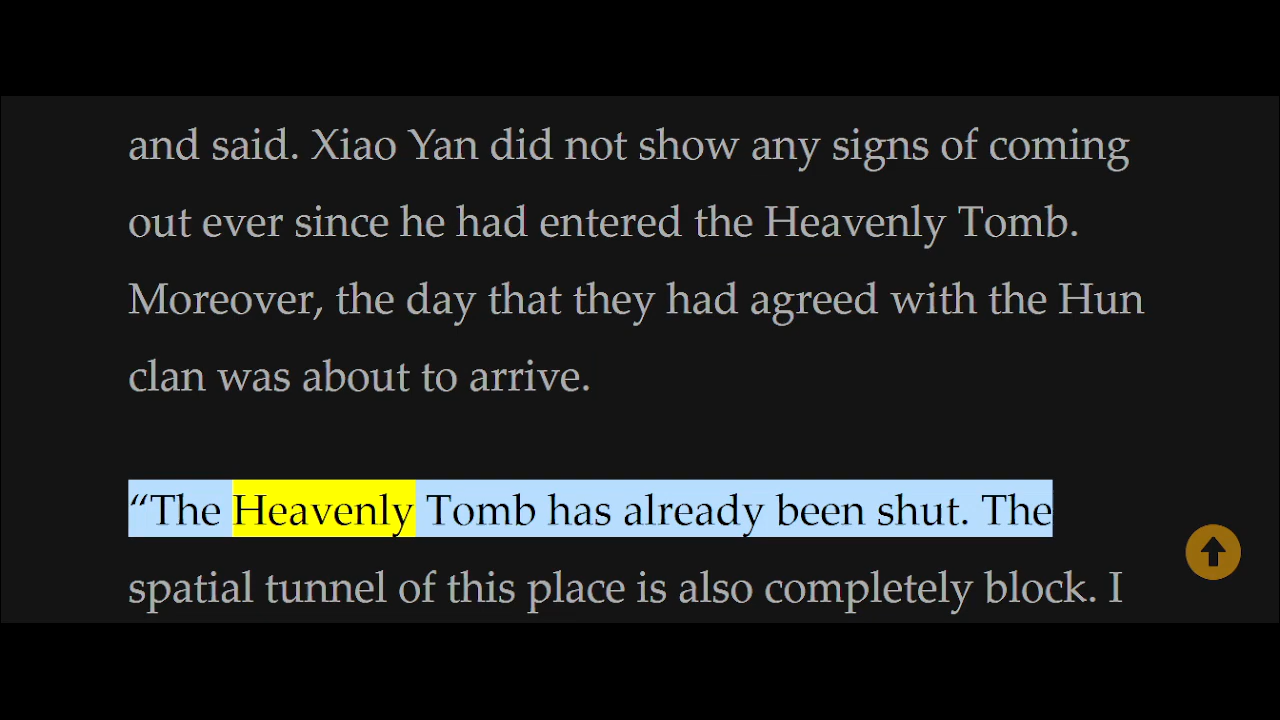 and said. Xiao Yan did not show any signs of coming
out ever since he had entered the Heavenly Tomb.
Moreover, the day that they had agreed with the Hun
clan was about to arrive.
“The Heavenly Tomb has already been shut. The
spatial tunnel of this place is also completely block. I